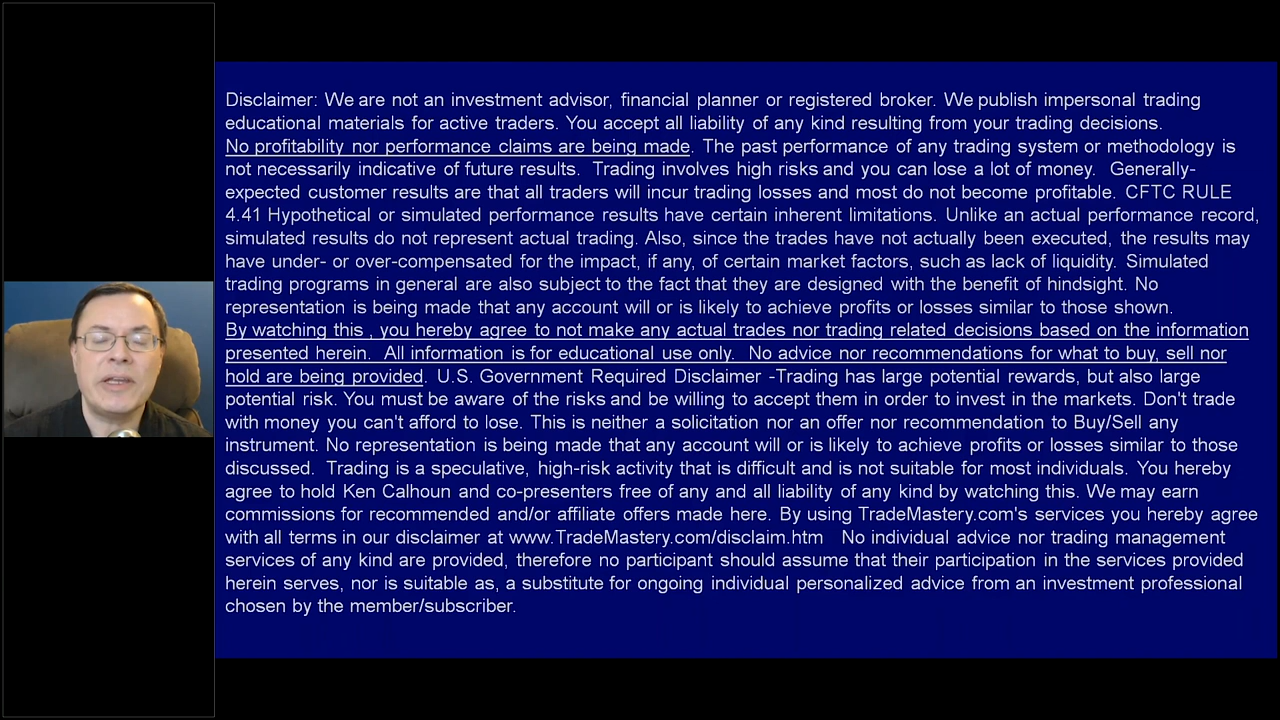 Disclaimer: We are not an investment advisor, financial planner or registered broker. We publish impersonal trading
educational materials for active traders. You accept all liability of any kind resulting from your trading decisions.
No profitability nor performance claims are being made. The past performance of any trading system or methodology is
not necessarily indicative of future results. Trading involves high risks and you can lose a lot of money. Generally-
expected customer results are that all traders will incur trading losses and most do not become profitable. CFTC RULE
4.41 Hypothetical or simulated performance results have certain inherent limitations. Unlike an actual performance record,
simulated results do not represent actual trading. Also, since the trades have not actually been executed, the results may
have under- or over-compensated for the impact, if any, of certain market factors, such as lack of liquidity. Simulated
trading programs in general are also subject to the fact that they are designed with the benefit of hindsight. No
representation is being made that any account will or is likely to achieve profits or losses similar to those shown.
By watching this , you hereby agree to not make any actual trades nor trading related decisions based on the information
presented herein. All information is for educational use only. No advice nor recommendations for what to buy, sell nor
hold are being provided. U.S. Government Required Disclaimer -Trading has large potential rewards, but also large
potential risk. You must be aware of the risks and be willing to accept them in order to invest in the markets. Don't trade
with money you can't afford to lose. This is neither a solicitation nor an offer nor recommendation to Buy/Sell any
instrument. No representation is being made that any account will or is likely to achieve profits or losses similar to those
discussed. Trading is a speculative, high-risk activity that is difficult and is not suitable for most individuals. You hereby
agree to hold Ken Calhoun and co-presenters free of any and all liability of any kind by watching this. We may earn
commissions for recommended and/or affiliate offers made here. By using TradeMastery.com's services you hereby agree
with all terms in our disclaimer at www.TradeMastery.com/disclaim.htm No individual advice nor trading management
services of any kind are provided, therefore no participant should assume that their participation in the services provided
herein serves, nor is suitable as, a substitute for ongoing individual personalized advice from an investment professional
chosen by the member/subscriber.